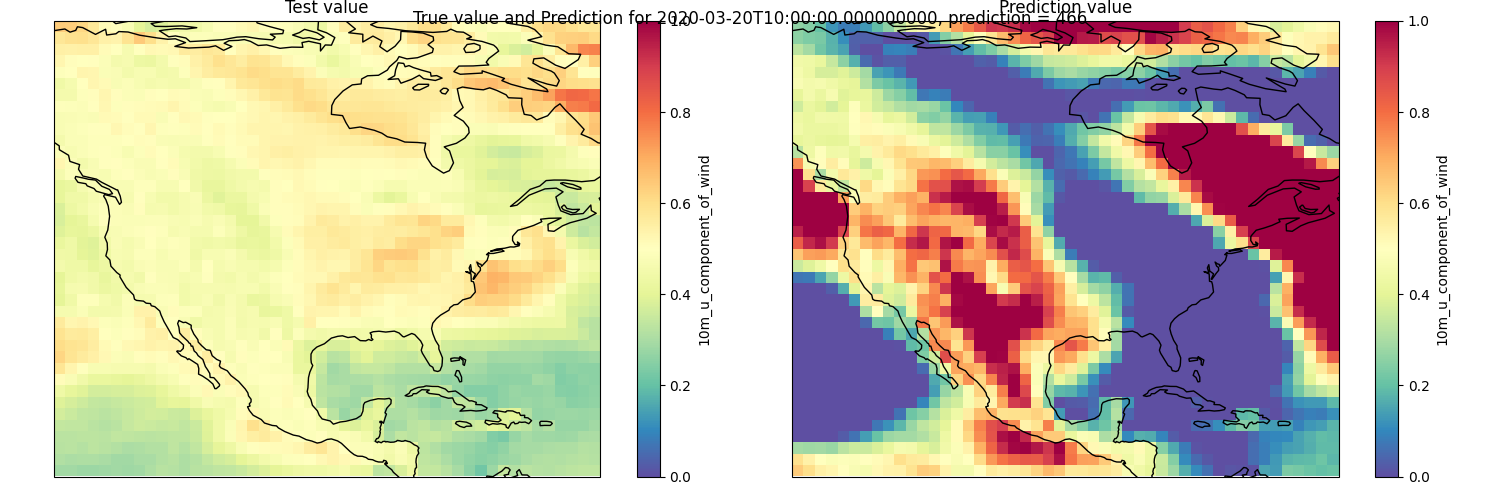 Test value
True value and Prediction for 2020-03-20T10:00:00.000000000, prediction = 466
Prediction value
1.0
0.8
0.6
0.4
0.2
0.0
10m_u_component_of_wind
1.0
0.8
0.6
0.4
0.2
0.0
10m_u_component_of_wind